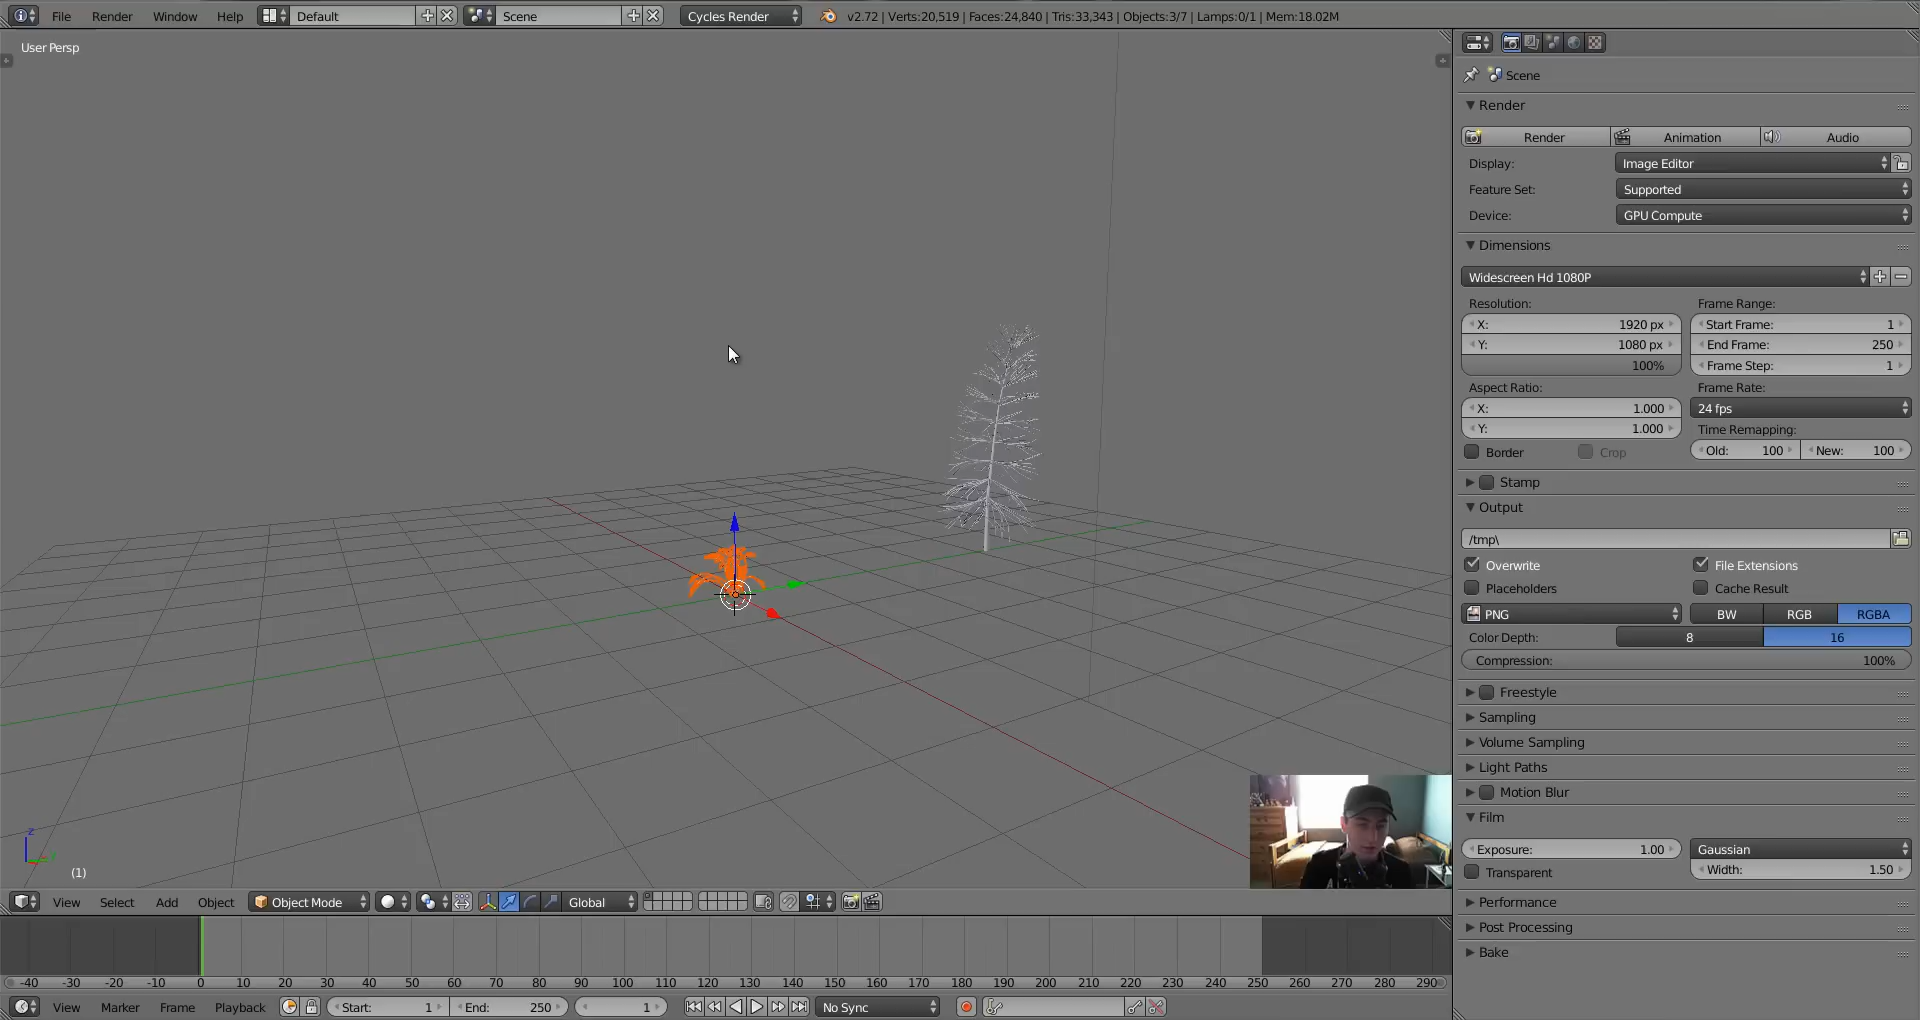 File Render Window Help Default Scene Cycles Render v2.72 | Verts:20,519 | Faces:24,840 | Tris:33,343 | Objects:3/7 | Lamps:0/1 | Mem:18.02M
User Persp
(1)
z
View Select Add Object Object Mode Global
-40 -30 -20 -10 0 10 20 30 40 50 60 70 80 90 100 110 120 130 140 150 160 170 180 190 200 210 220 230 240 250 260 270 280 290
View Marker Frame Playback Start: 1 End: 250 1 No Sync
Scene
Render
Render Animation Audio
Display: Image Editor
Feature Set: Supported
Device: GPU Compute
Dimensions
Widescreen Hd 1080P
Resolution: Frame Range:
X: 1920 px Start Frame: 1
Y: 1080 px End Frame: 250
100% Frame Step: 1
Aspect Ratio: Frame Rate:
X: 1.000 24 fps
Y: 1.000 Time Remapping:
Border Crop Old: 100 New: 100
Stamp
Output
/tmp\
Overwrite File Extensions
Placeholders Cache Result
PNG BW RGB RGBA
Color Depth: 8 16
Compression: 100%
Freestyle
Sampling
Volume Sampling
Light Paths
Motion Blur
Film
Exposure: 1.00 Gaussian
Transparent Width: 1.50
Performance
Post Processing
Bake